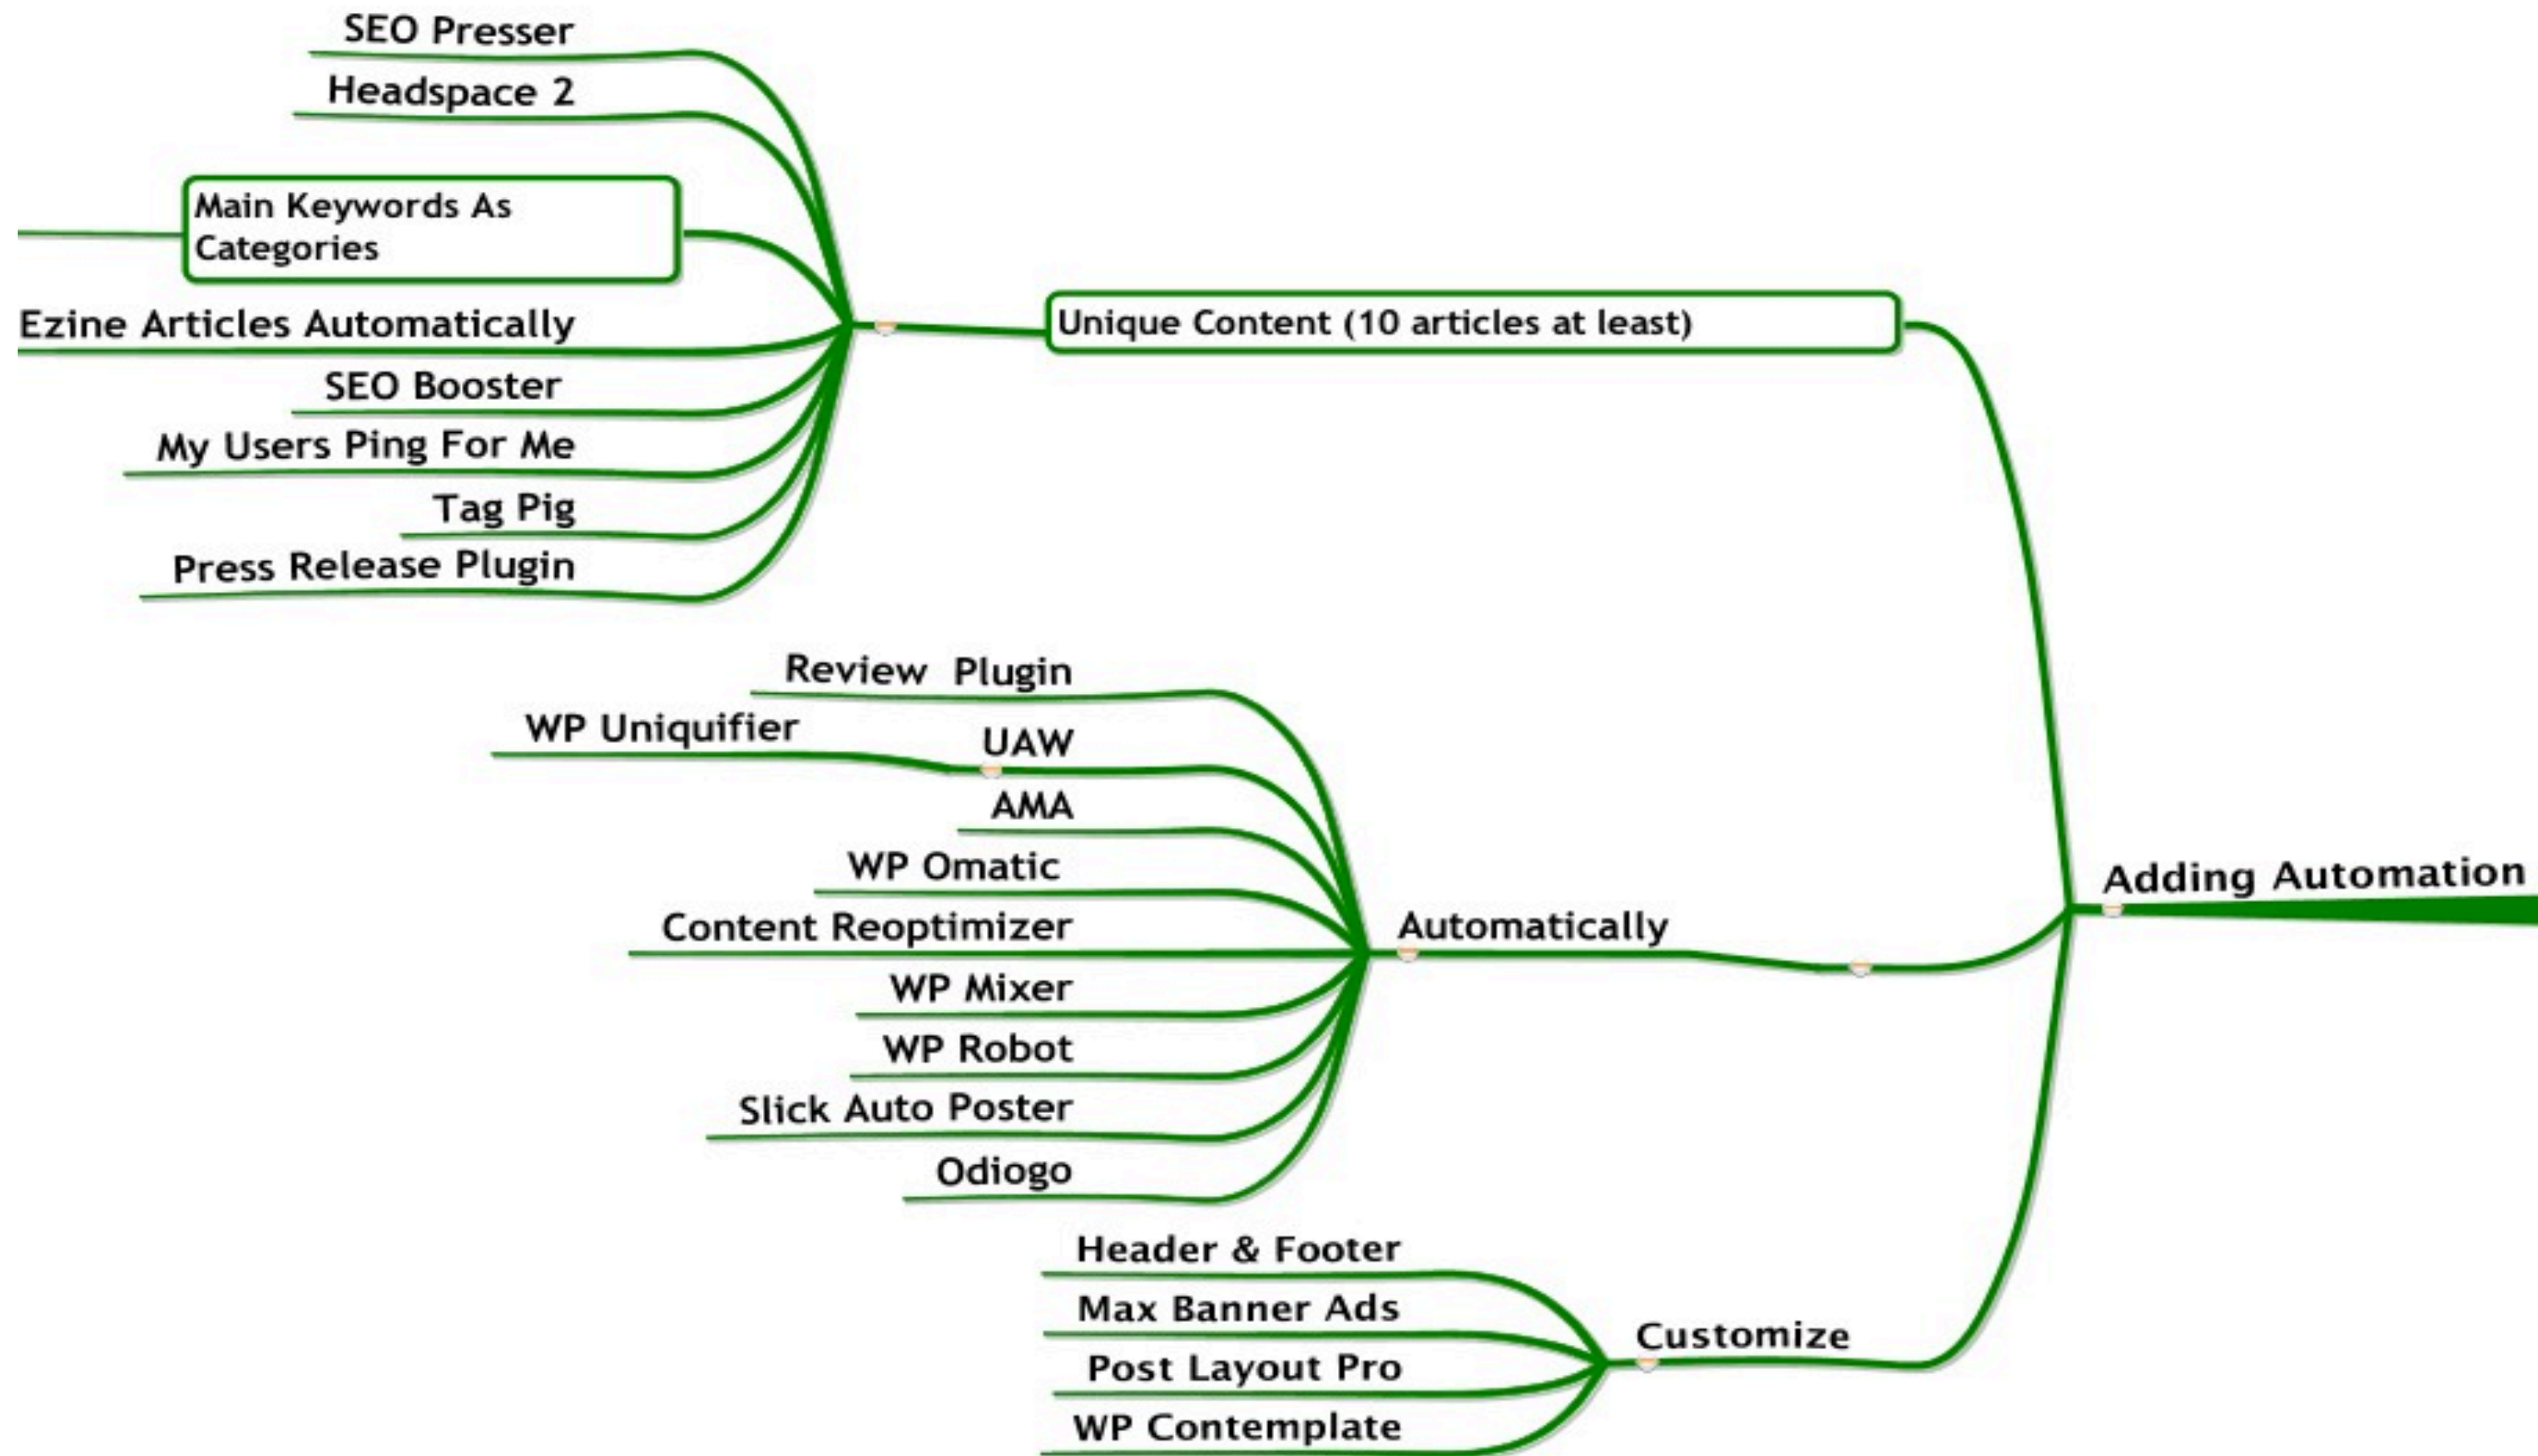 SEO Presser
Headspace 2
Main Keywords As
Categories
Ezine Articles Automatically
SEO Booster
My Users Ping For Me
Tag Pig
Press Release Plugin
Unique Content (10 articles at least)
Review Plugin
WP Uniquifier
UAW
AMA
WP Omatic
Content Reoptimizer
WP Mixer
WP Robot
Slick Auto Poster
Odiogo
Automatically
Adding Automation
Header & Footer
Max Banner Ads
Post Layout Pro
WP Contemplate
Customize